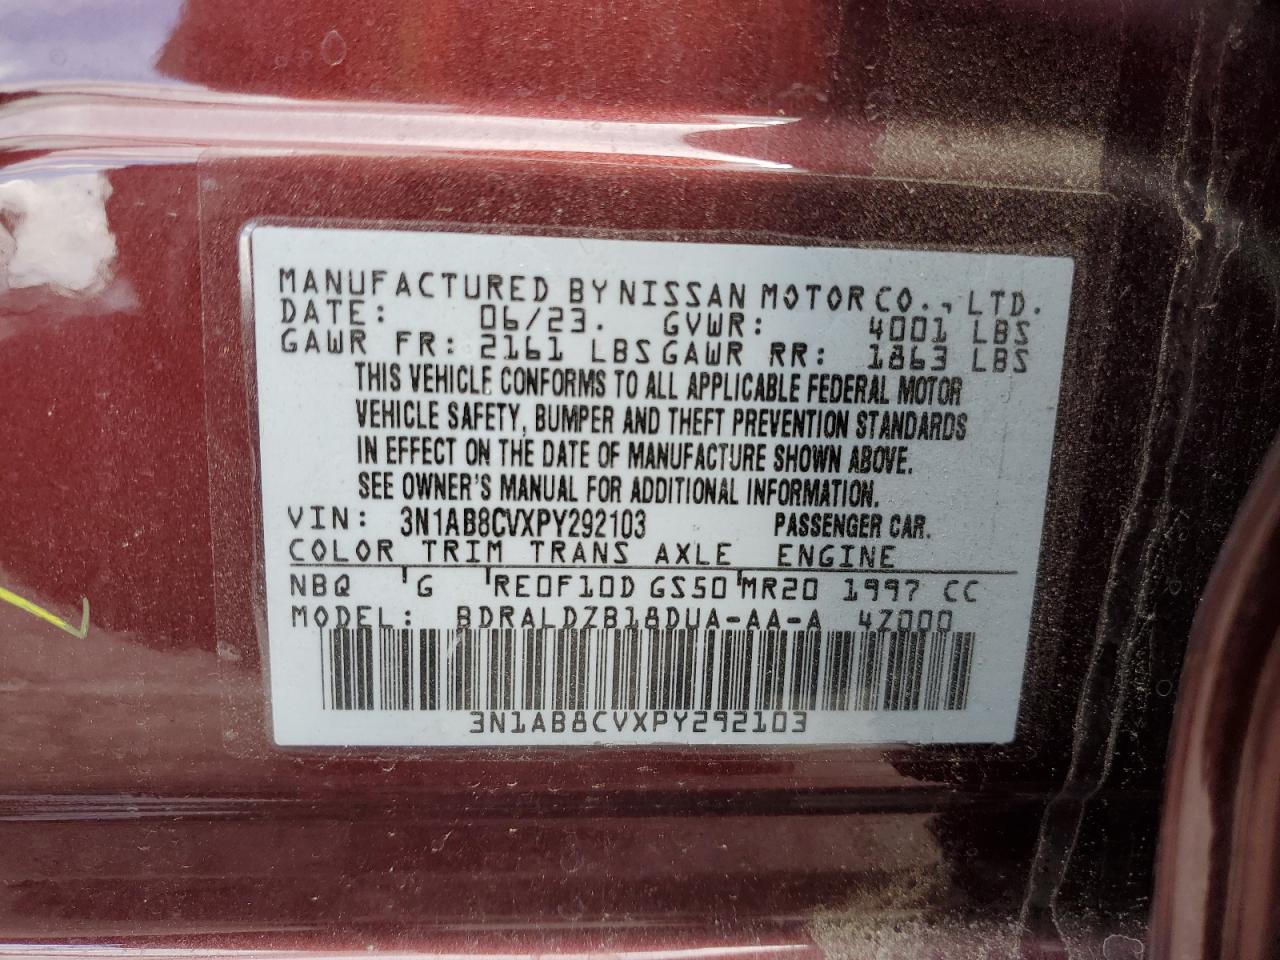 MANUFACTURED BY NISSAN MOTOR CO., LTD.
DATE: 06/23. GVWR: 4001 LBS
GAWR FR: 2161 LBS GAWR RR: 1863 LBS
THIS VEHICLE CONFORMS TO ALL APPLICABLE FEDERAL MOTOR
VEHICLE SAFETY, BUMPER AND THEFT PREVENTION STANDARDS
IN EFFECT ON THE DATE OF MANUFACTURE SHOWN ABOVE.
SEE OWNER'S MANUAL FOR ADDITIONAL INFORMATION.
VIN: 3N1AB8CVXPY292103 PASSENGER CAR.
COLOR TRIM TRANS AXLE ENGINE
NBQ G RE0F10D GS50 MR20 1997 CC
MODEL: BDRALDZB18DUA-AA-A 4Z000
3N1AB8CVXPY292103